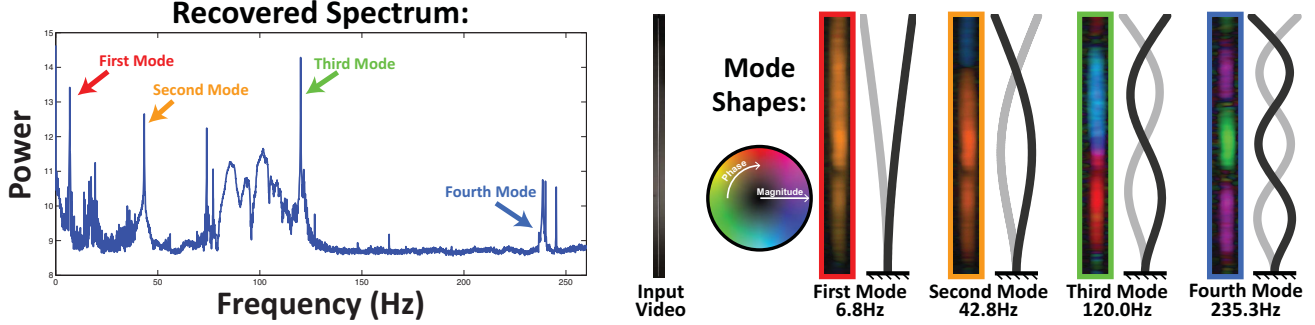 Recovered Spectrum:
15
14
13
12
11
10
9
8
Power
First Mode
Second Mode
Third Mode
Fourth Mode
0
50
100
150
200
250
Frequency (Hz)
Input
Video
Mode
Shapes:
Phase
Magnitude
First Mode
6.8Hz
Second Mode
42.8Hz
Third Mode
120.0Hz
Fourth Mode
235.3Hz